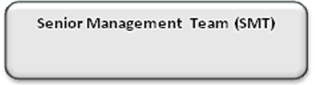 Senior Management Team (SMT)